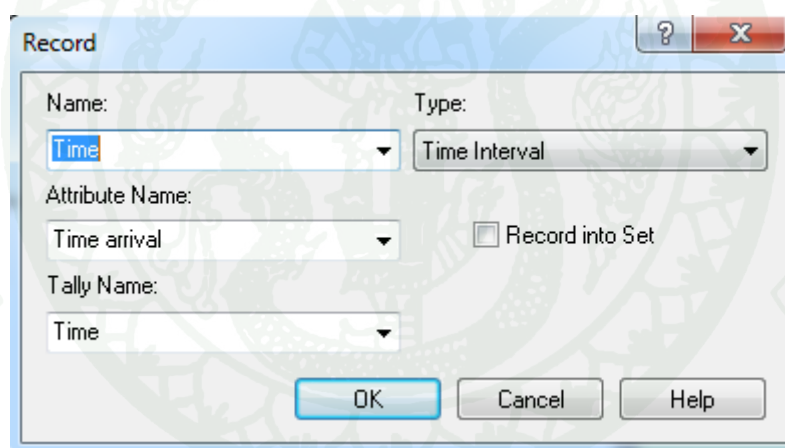 Record
Name: Type:
Time Time Interval
Attribute Name:
Time arrival Record into Set
Tally Name:
Time
OK Cancel Help